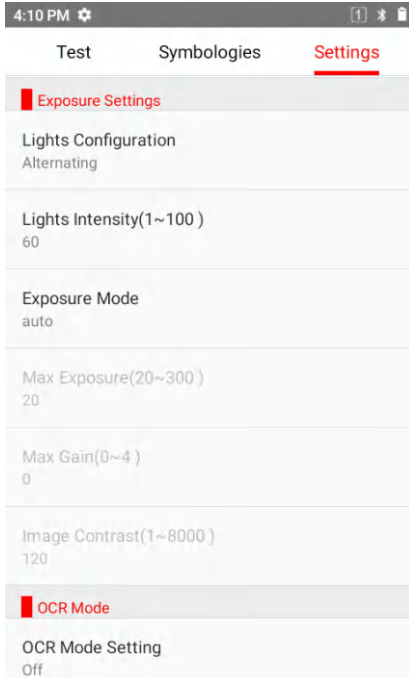 4:10 PM
1
Test Symbologies Settings
Exposure Settings
Lights Configuration
Alternating
Lights Intensity(1~100 )
60
Exposure Mode
auto
Max Exposure(20~300 )
20
Max Gain(0~4 )
0
Image Contrast(1~8000 )
120
OCR Mode
OCR Mode Setting
Off